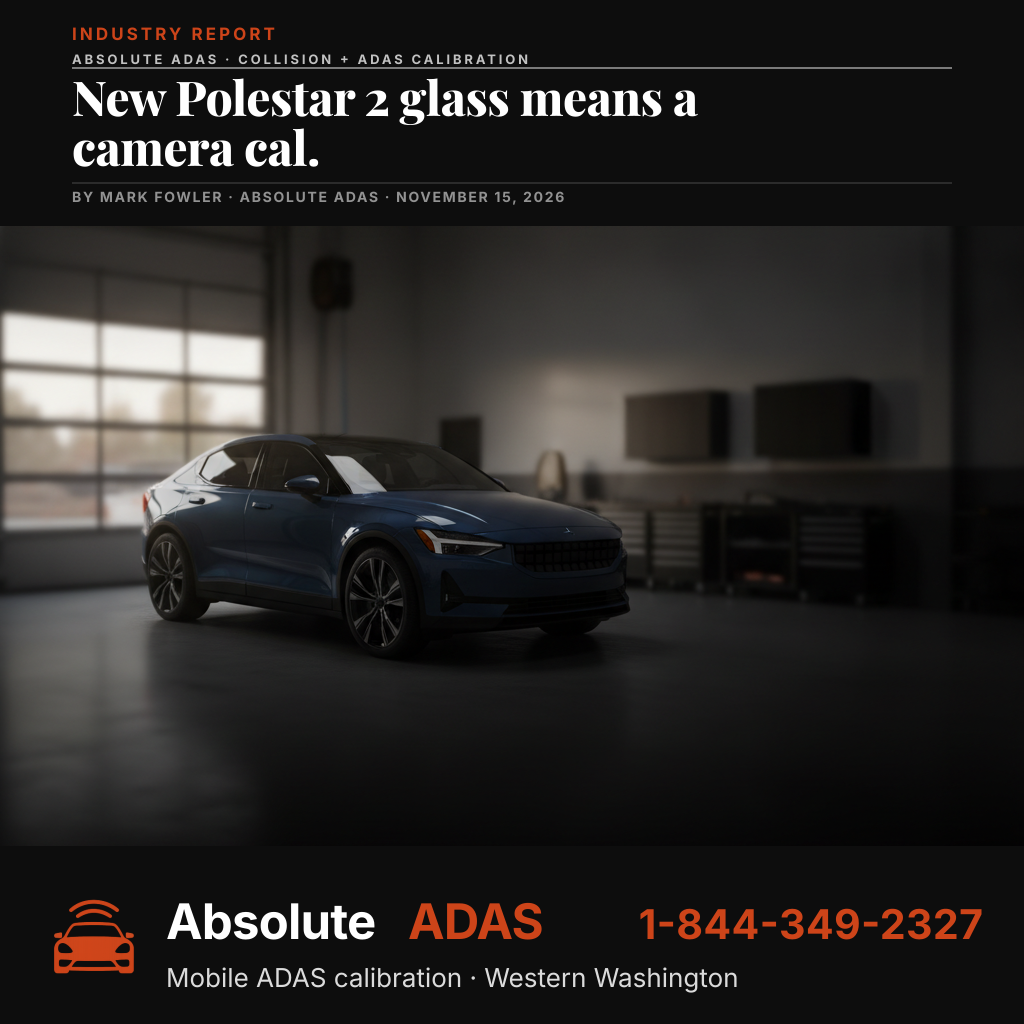 INDUSTRY REPORT
ABSOLUTE ADAS · COLLISION + ADAS CALIBRATION
New Polestar 2 glass means a
camera cal.
BY MARK FOWLER · ABSOLUTE ADAS · NOVEMBER 15, 2026
Absolute ADAS 1-844-349-2327
Mobile ADAS calibration · Western Washington